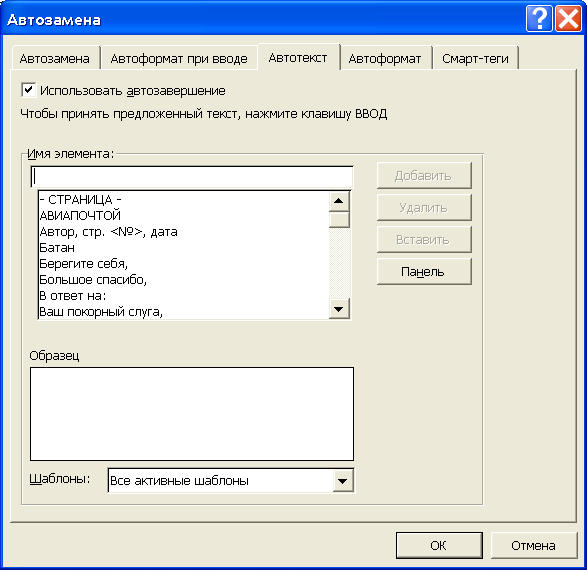 Автозамена
Автозамена Автоформат при вводе Автотекст Автоформат Смарт-теги
Использовать автозавершение
Чтобы принять предложенный текст, нажмите клавишу ВВОД
Имя элемента:
Добавить
- СТРАНИЦА -
АВИАПОЧТОЙ
Удалить
Автор, стр. <№>, дата
Батан
Вставить
Берегите себя,
Большое спасибо,
Панель
В ответ на:
Ваш покорный слуга,
Образец
Шаблоны: Все активные шаблоны
ОК Отмена